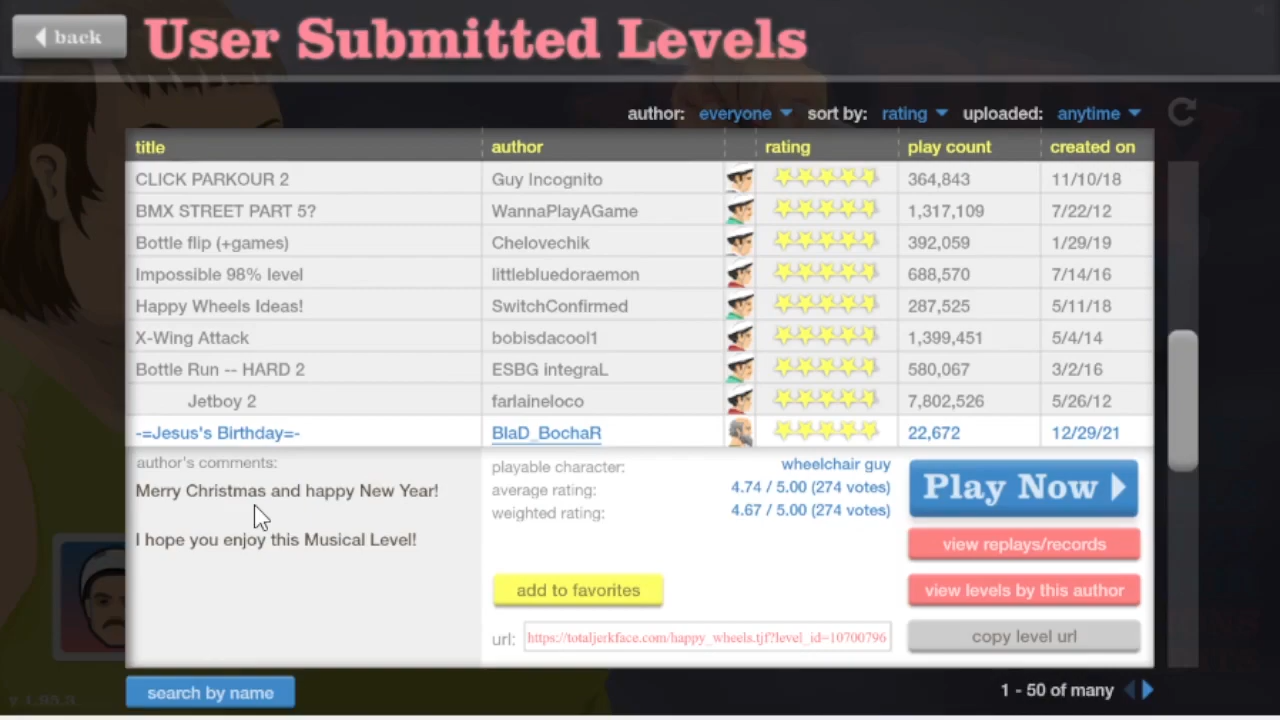 back
User Submitted Levels
author: everyone sort by: rating uploaded: anytime
title author rating play count created on
CLICK PARKOUR 2 Guy Incognito 364,843 11/10/18
BMX STREET PART 5? WannaPlayAGame 1,317,109 7/22/12
Bottle flip (+games) Chelovechik 392,059 1/29/19
Impossible 98% level littlebluedoraemon 688,570 7/14/16
Happy Wheels Ideas! SwitchConfirmed 287,525 5/11/18
X-Wing Attack bobisdacool1 1,399,451 5/4/14
Bottle Run -- HARD 2 ESBG integraL 580,067 3/2/16
Jetboy 2 farlaineloco 7,802,526 5/26/12
-=Jesus's Birthday=- BlaD_BochaR 22,672 12/29/21
author's comments:
Merry Christmas and happy New Year!
I hope you enjoy this Musical Level!
playable character: wheelchair guy
average rating: 4.74 / 5.00 (274 votes)
weighted rating: 4.67 / 5.00 (274 votes)
add to favorites
url: https://totaljerkface.com/happy_wheels.tjf?level_id=10700796
Play Now
view replays/records
view levels by this author
copy level url
search by name
1 - 50 of many